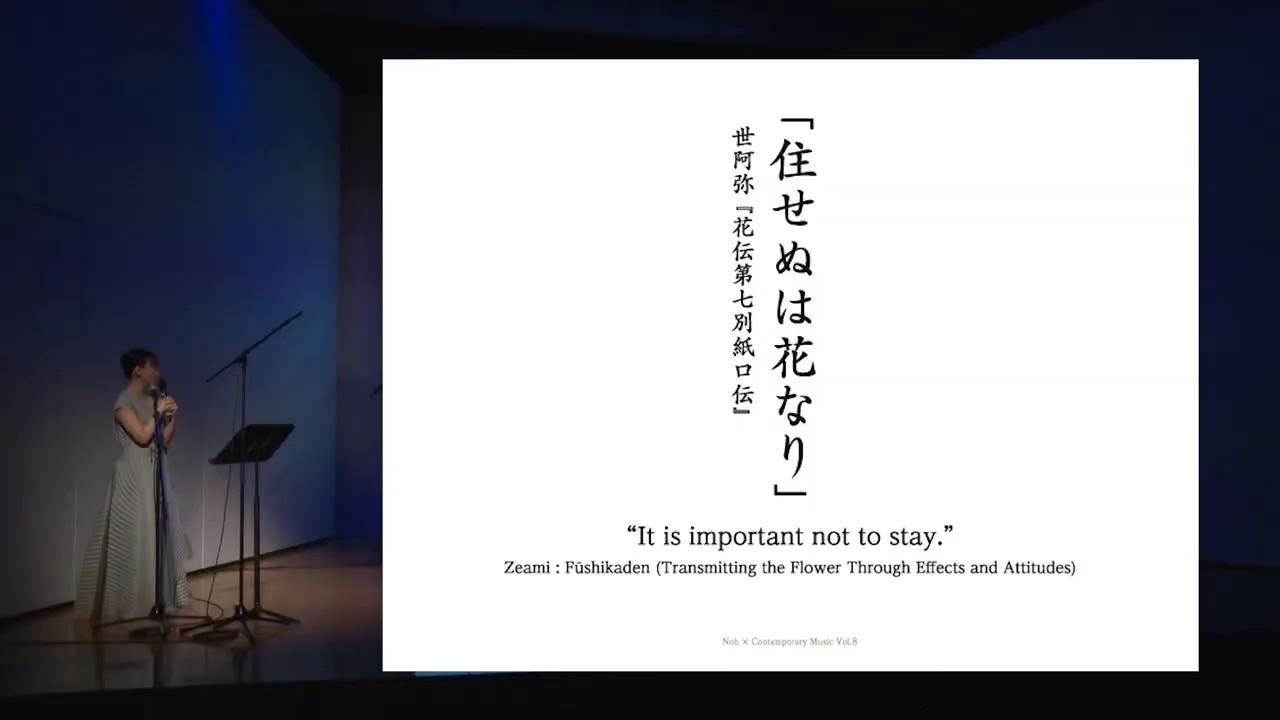 「住せぬは花なり」
世阿弥『花伝第七別紙口伝』
“It is important not to stay.”
Zeami : Fūshikaden (Transmitting the Flower Through Effects and Attitudes)
Noh × Contemporary Music Vol.8